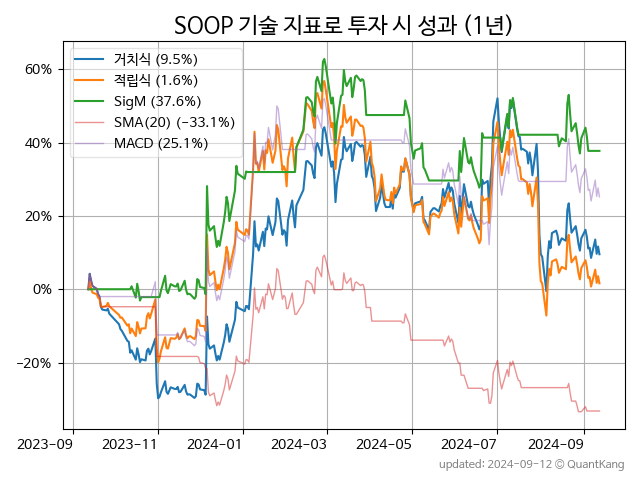 SOOP 기술 지표로 투자 시 성과 (1년)
거치식 (9.5%)
적립식 (1.6%)
SigM (37.6%)
SMA(20) (−33.1%)
MACD (25.1%)
60%
40%
20%
0%
−20%
2023-09
2023-11
2024-01
2024-03
2024-05
2024-07
2024-09
updated: 2024-09-12 ⓒ QuantKang